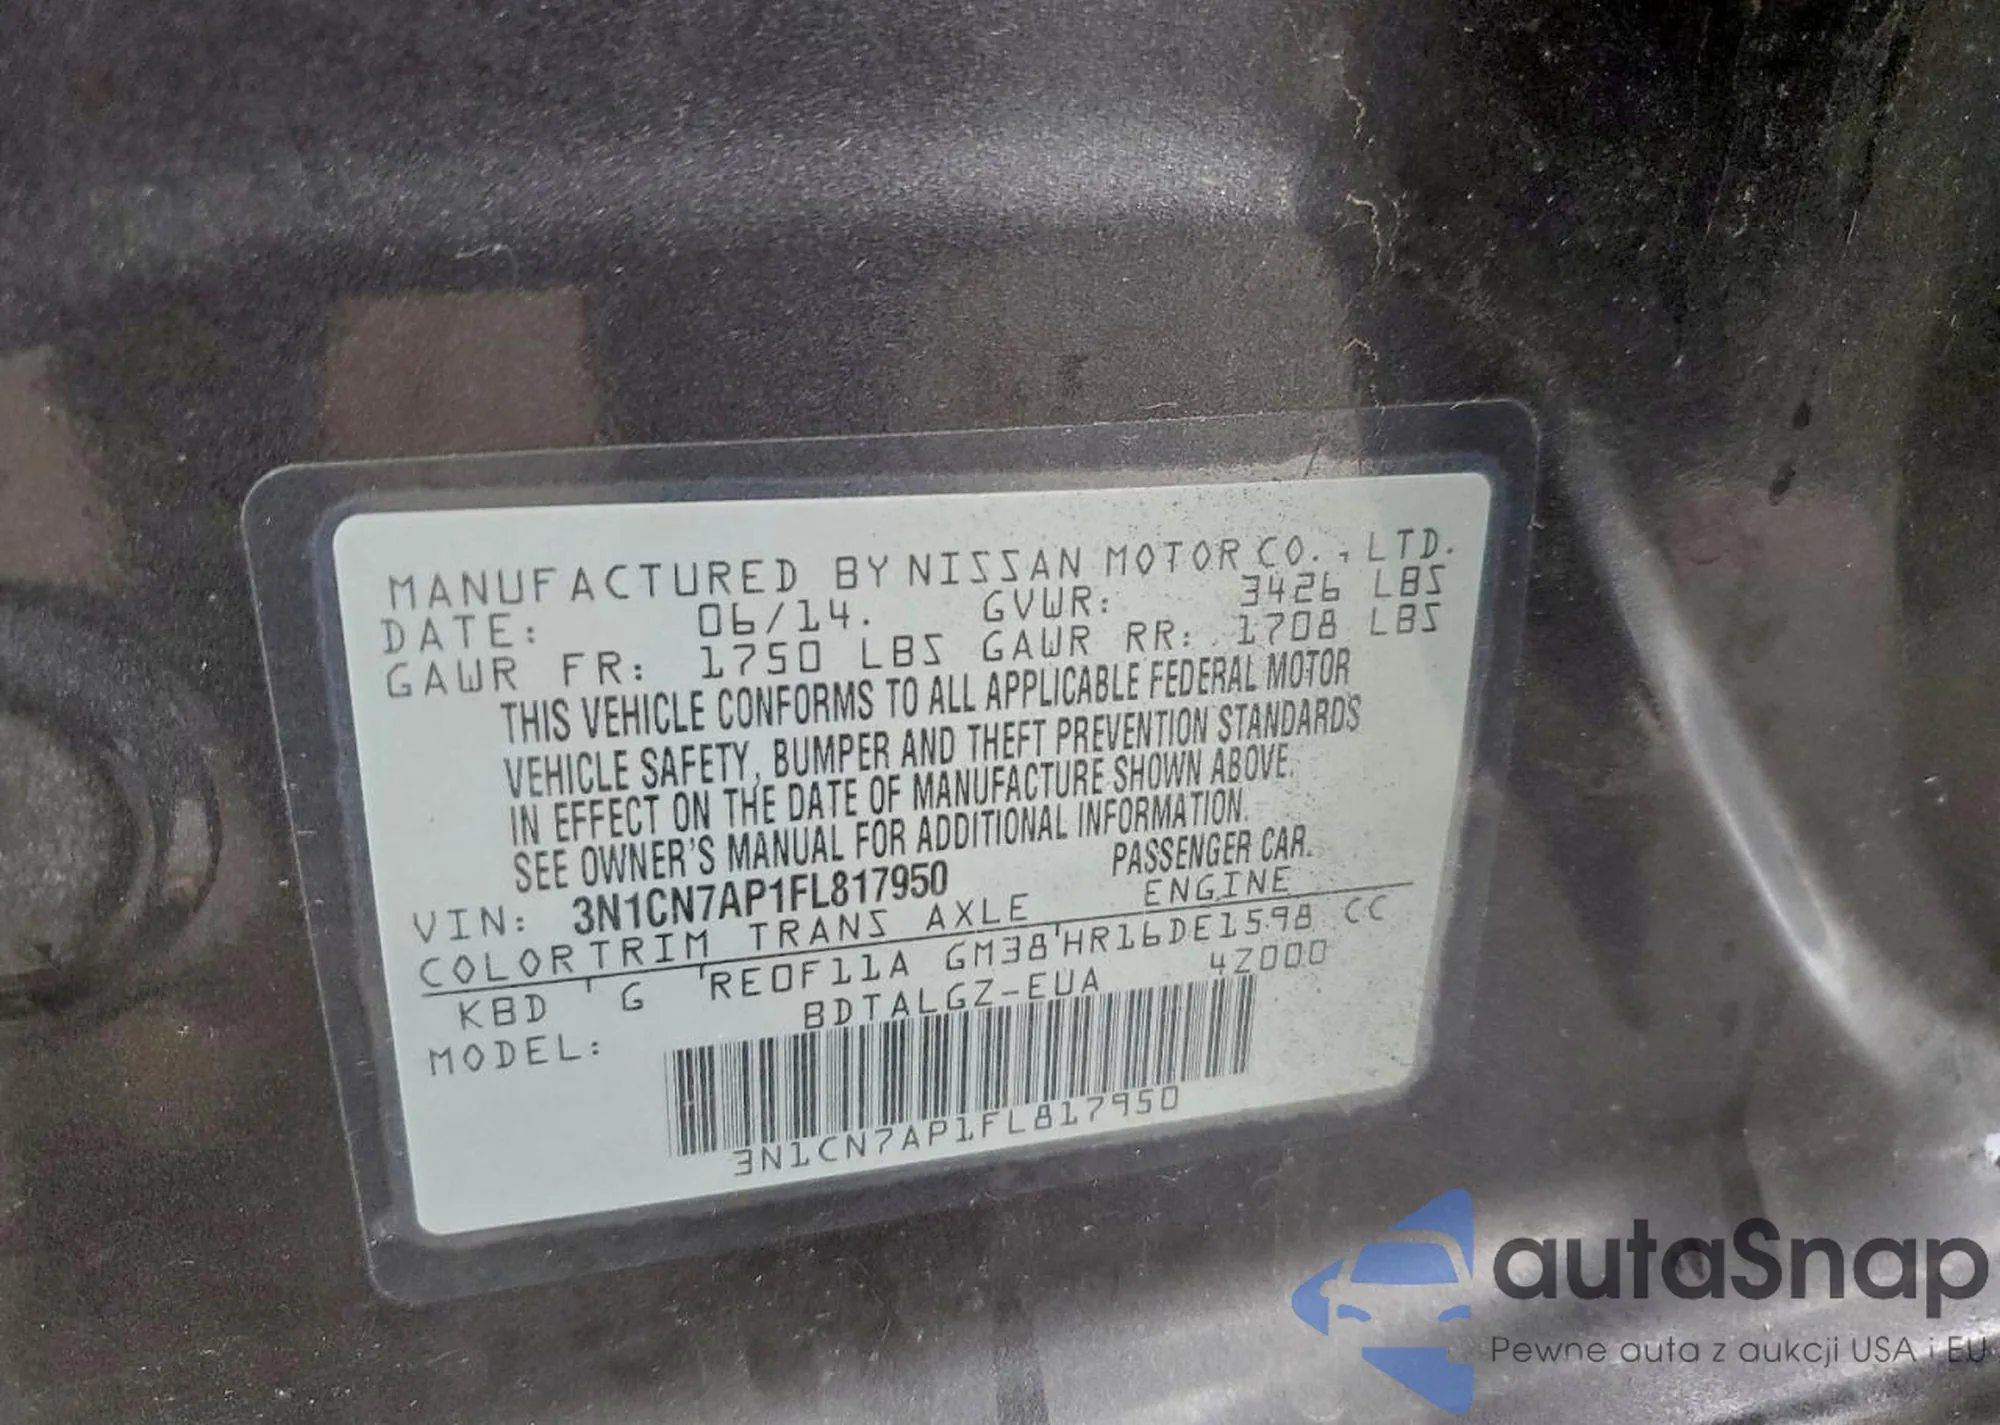 MANUFACTURED BY NISSAN MOTOR CO., LTD.
DATE: 06/14. GVWR: 3426 LBS
GAWR FR: 1750 LBS GAWR RR: 1708 LBS
THIS VEHICLE CONFORMS TO ALL APPLICABLE FEDERAL MOTOR
VEHICLE SAFETY, BUMPER AND THEFT PREVENTION STANDARDS
IN EFFECT ON THE DATE OF MANUFACTURE SHOWN ABOVE.
SEE OWNER'S MANUAL FOR ADDITIONAL INFORMATION.
VIN: 3N1CN7AP1FL817950 PASSENGER CAR.
COLOR TRIM TRANS AXLE ENGINE
KBD G RE0F11A GM38 HR16DE1598 CC
MODEL: BDTALGZ-EUA 4Z000
3N1CN7AP1FL817950
autaSnap
Pewne auta z aukcji USA i EU